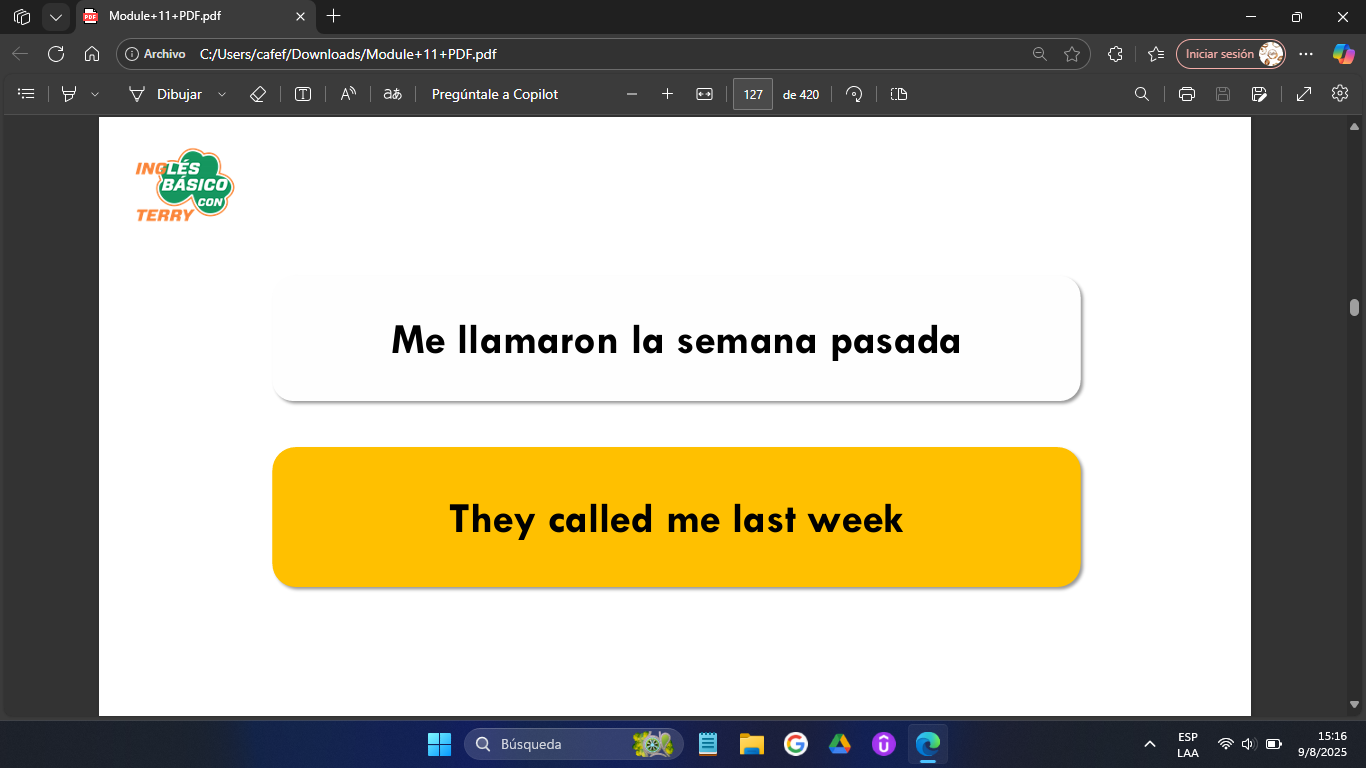 Module+11+PDF.pdf
Archivo C:/Users/cafef/Downloads/Module+11+PDF.pdf Iniciar sesión
Dibujar aあ Pregúntale a Copilot 127 de 420
INGLÉS
BÁSICO
CON
TERRY
Me llamaron la semana pasada
They called me last week
Búsqueda
ESP
LAA
15:16
9/8/2025